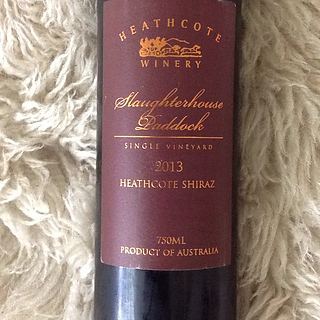 HEATHCOTE
WINERY
Slaughterhouse
Paddock
SINGLE VINEYARD
2013
HEATHCOTE SHIRAZ
750ML
PRODUCT OF AUSTRALIA